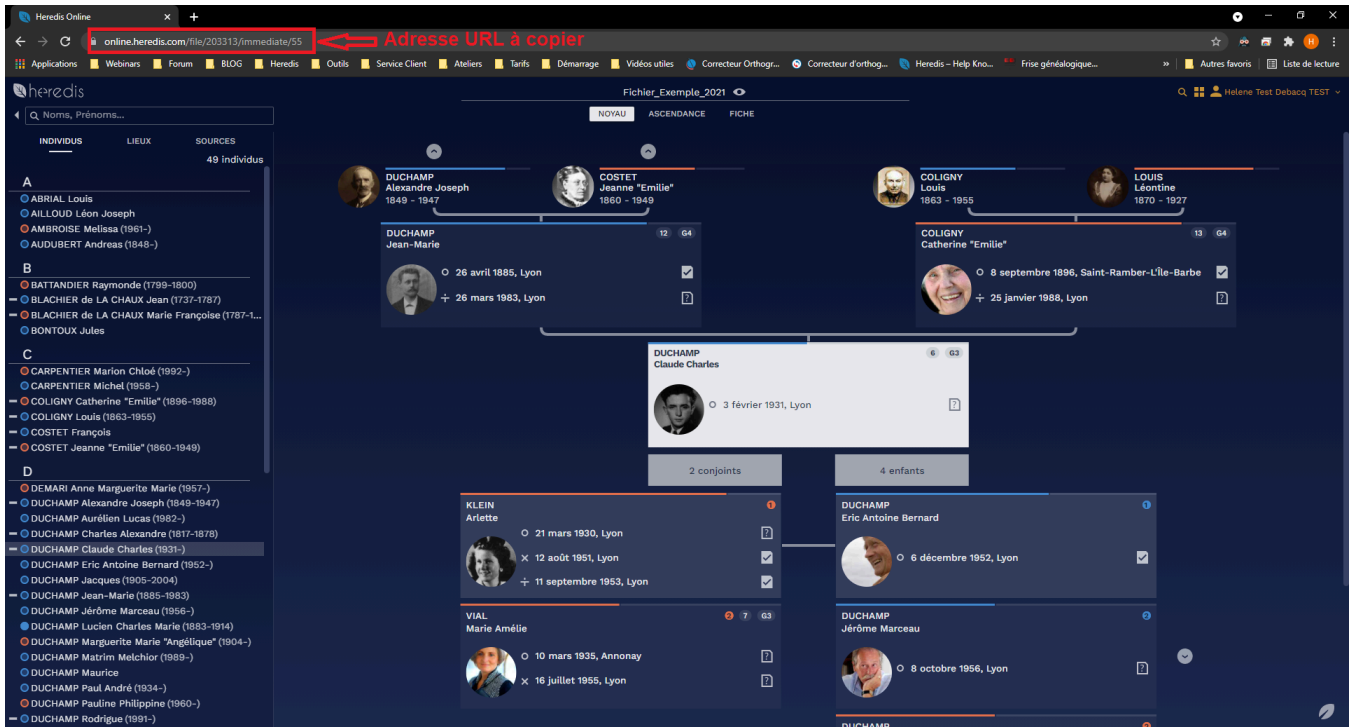 Heredis Online
online.heredis.com/file/203313/immediate/55
Adresse URL à copier
H
Applications Webinars Forum BLOG Heredis Outils Service Client Ateliers Tarifs Démarrage Vidéos utiles Correcteur Orthogr... Correcteur d'orthog... Heredis – Help Kno... Frise généalogique... » Autres favoris Liste de lecture
heredis
Fichier_Exemple_2021
Helene Test Debacq TEST
Noms, Prénoms...
NOYAU ASCENDANCE FICHE
INDIVIDUS LIEUX SOURCES
49 individus
A
ABRIAL Louis
AILLOUD Léon Joseph
AMBROISE Melissa (1961-)
AUDUBERT Andreas (1848-)
B
BATTANDIER Raymonde (1799-1800)
BLACHIER de LA CHAUX Jean (1737-1787)
BLACHIER de LA CHAUX Marie Françoise (1787-1...
BONTOUX Jules
C
CARPENTIER Marion Chloé (1992-)
CARPENTIER Michel (1958-)
COLIGNY Catherine "Emilie" (1896-1988)
COLIGNY Louis (1863-1955)
COSTET François
COSTET Jeanne "Emilie" (1860-1949)
D
DEMARI Anne Marguerite Marie (1957-)
DUCHAMP Alexandre Joseph (1849-1947)
DUCHAMP Aurélien Lucas (1982-)
DUCHAMP Charles Alexandre (1817-1878)
DUCHAMP Claude Charles (1931-)
DUCHAMP Eric Antoine Bernard (1952-)
DUCHAMP Jacques (1905-2004)
DUCHAMP Jean-Marie (1885-1983)
DUCHAMP Jérôme Marceau (1956-)
DUCHAMP Lucien Charles Marie (1883-1914)
DUCHAMP Marguerite Marie "Angélique" (1904-)
DUCHAMP Matrim Melchior (1989-)
DUCHAMP Maurice
DUCHAMP Paul André (1934-)
DUCHAMP Pauline Philippine (1960-)
DUCHAMP Rodrigue (1991-)
DUCHAMP
Alexandre Joseph
1849 - 1947
COSTET
Jeanne "Emilie"
1860 - 1949
COLIGNY
Louis
1863 - 1955
LOUIS
Léontine
1870 - 1927
DUCHAMP 12 G4
Jean-Marie
26 avril 1885, Lyon
26 mars 1983, Lyon ?
COLIGNY 13 G4
Catherine "Emilie"
8 septembre 1896, Saint-Ramber-L'Île-Barbe
25 janvier 1988, Lyon ?
DUCHAMP 6 G3
Claude Charles
3 février 1931, Lyon ?
2 conjoints 4 enfants
KLEIN 1
Arlette
21 mars 1930, Lyon ?
12 août 1951, Lyon
11 septembre 1953, Lyon
DUCHAMP 1
Eric Antoine Bernard
6 décembre 1952, Lyon
VIAL 2 7 G3
Marie Amélie
10 mars 1935, Annonay ?
16 juillet 1955, Lyon ?
DUCHAMP 2
Jérôme Marceau
8 octobre 1956, Lyon ?
DUCHAMP